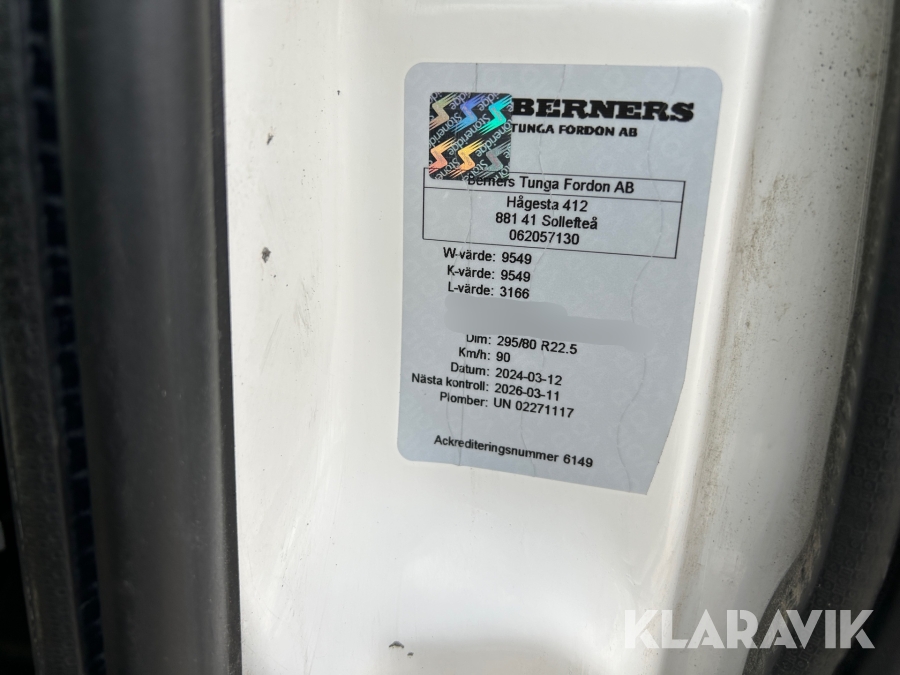 BERNERS
TUNGA FORDON AB
Stoneridge
Berners Tunga Fordon AB
Hågesta 412
881 41 Sollefteå
062057130
W-värde: 9549
K-värde: 9549
L-värde: 3166
Dim: 295/80 R22.5
Km/h: 90
Datum: 2024-03-12
Nästa kontroll: 2026-03-11
Plomber: UN 02271117
Ackrediteringsnummer 6149
KLARAVIK